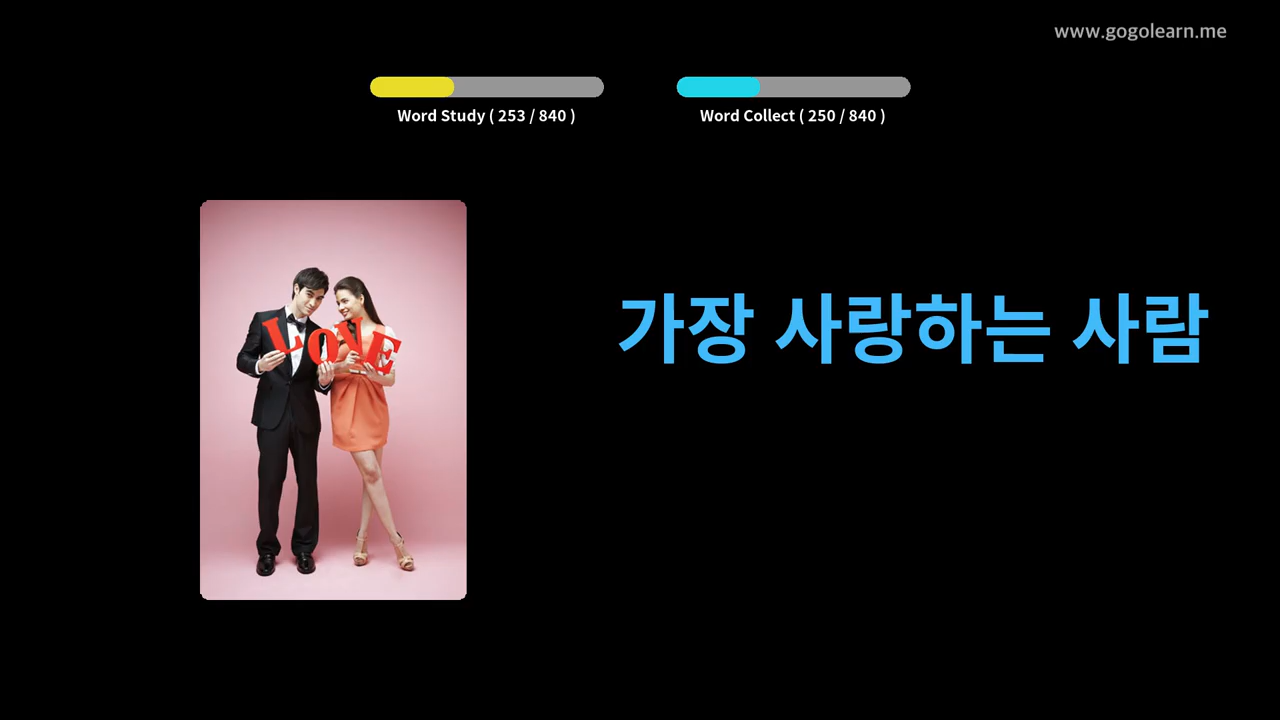 www.gogolearn.me
Word Study ( 253 / 840 )
Word Collect ( 250 / 840 )
LOVE
가장 사랑하는 사람